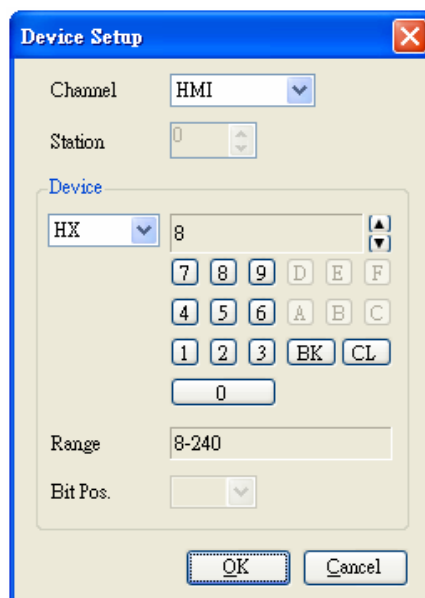 Device Setup
Channel HMI
Station 0
Device
HX 8
7 8 9 D E F
4 5 6 A B C
1 2 3 BK CL
0
Range 8-240
Bit Pos.
OK Cancel